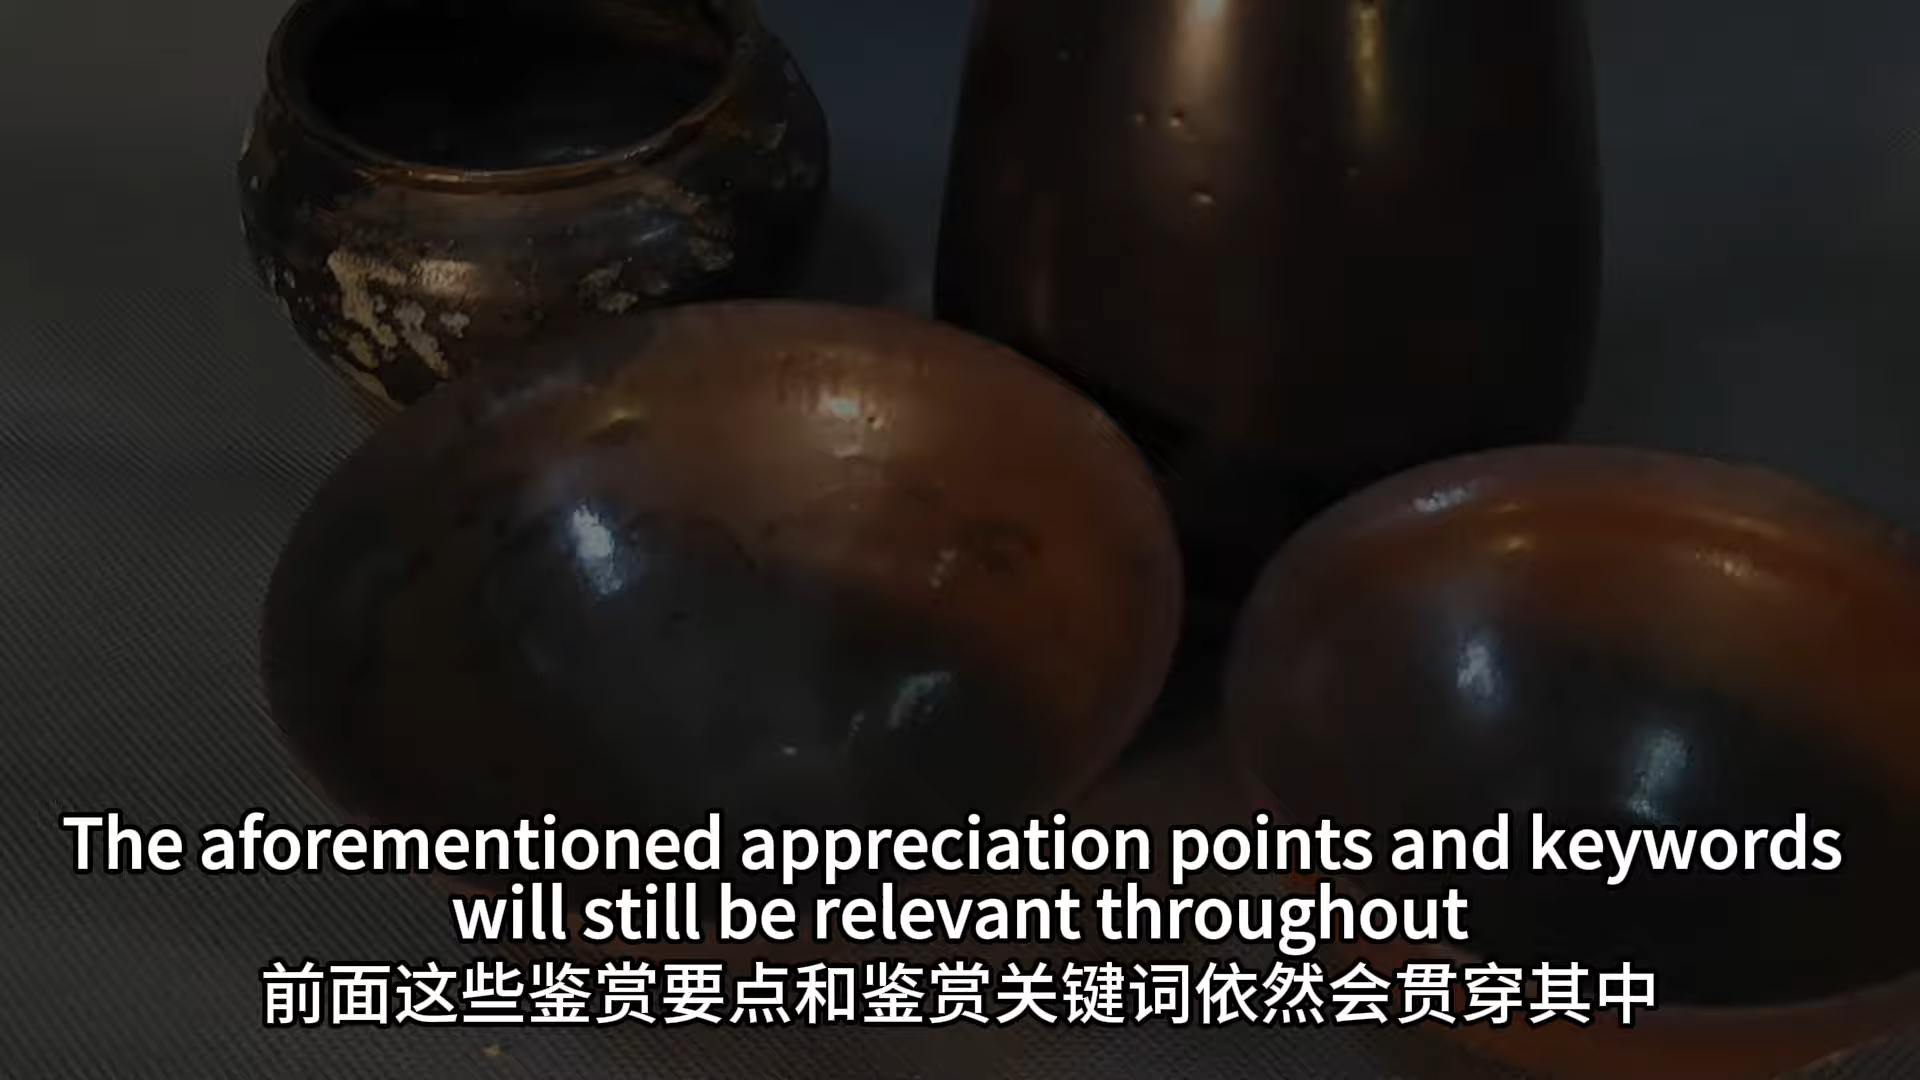 The aforementioned appreciation points and keywords
will still be relevant throughout
前面这些鉴赏要点和鉴赏关键词依然会贯穿其中